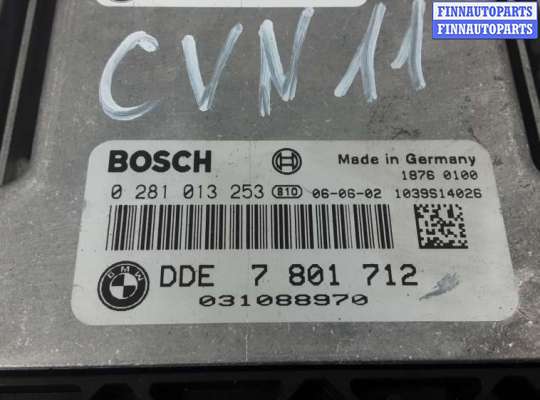 FINNAUTOPARTS
FINNAUTOPARTS
CVN11
BOSCH
Made in Germany
1876 0100
0 281 013 253 810 06-06-02 1039S14026
BMW
DDE 7 801 712
031088970